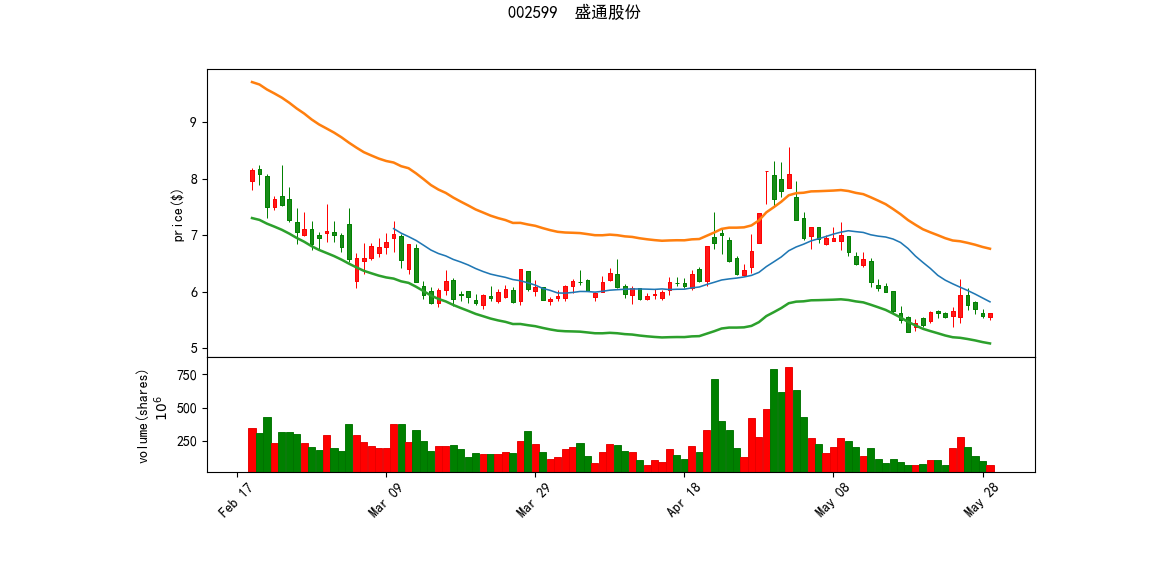 002599 盛通股份
price($)
9
8
7
6
5
volume(shares)
10^6
750
500
250
Feb 17
Mar 09
Mar 29
Apr 18
May 08
May 28